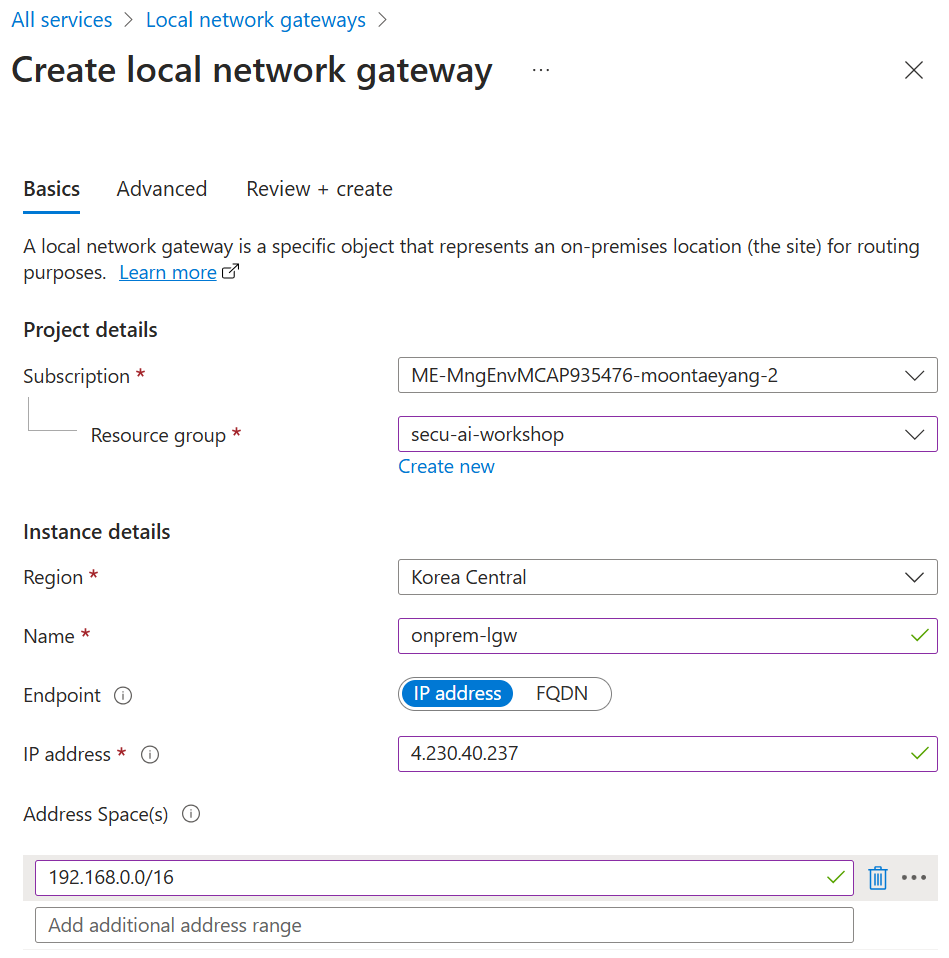 All services > Local network gateways >
Create local network gateway ...
Basics Advanced Review + create
A local network gateway is a specific object that represents an on-premises location (the site) for routing
purposes. Learn more
Project details
Subscription * ME-MngEnvMCAP935476-moontaeyang-2
Resource group * secu-ai-workshop
Create new
Instance details
Region * Korea Central
Name * onprem-lgw
Endpoint IP address FQDN
IP address * 4.230.40.237
Address Space(s)
192.168.0.0/16
Add additional address range